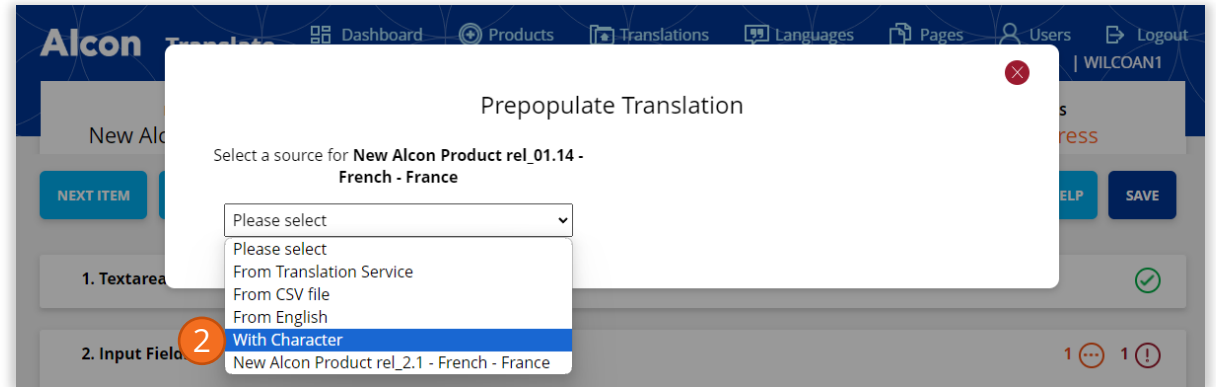 Alcon Translate Dashboard Products Translations Languages Pages Users Logout
| WILCOAN1
Prepopulate Translation
New Alc
s
ress
Select a source for New Alcon Product rel_01.14 -
French - France
NEXT ITEM
ELP
SAVE
Please select
Please select
From Translation Service
1. Textarea
From CSV file
From English
2
With Character
2. Input Field
1 1
New Alcon Product rel_2.1 - French - France